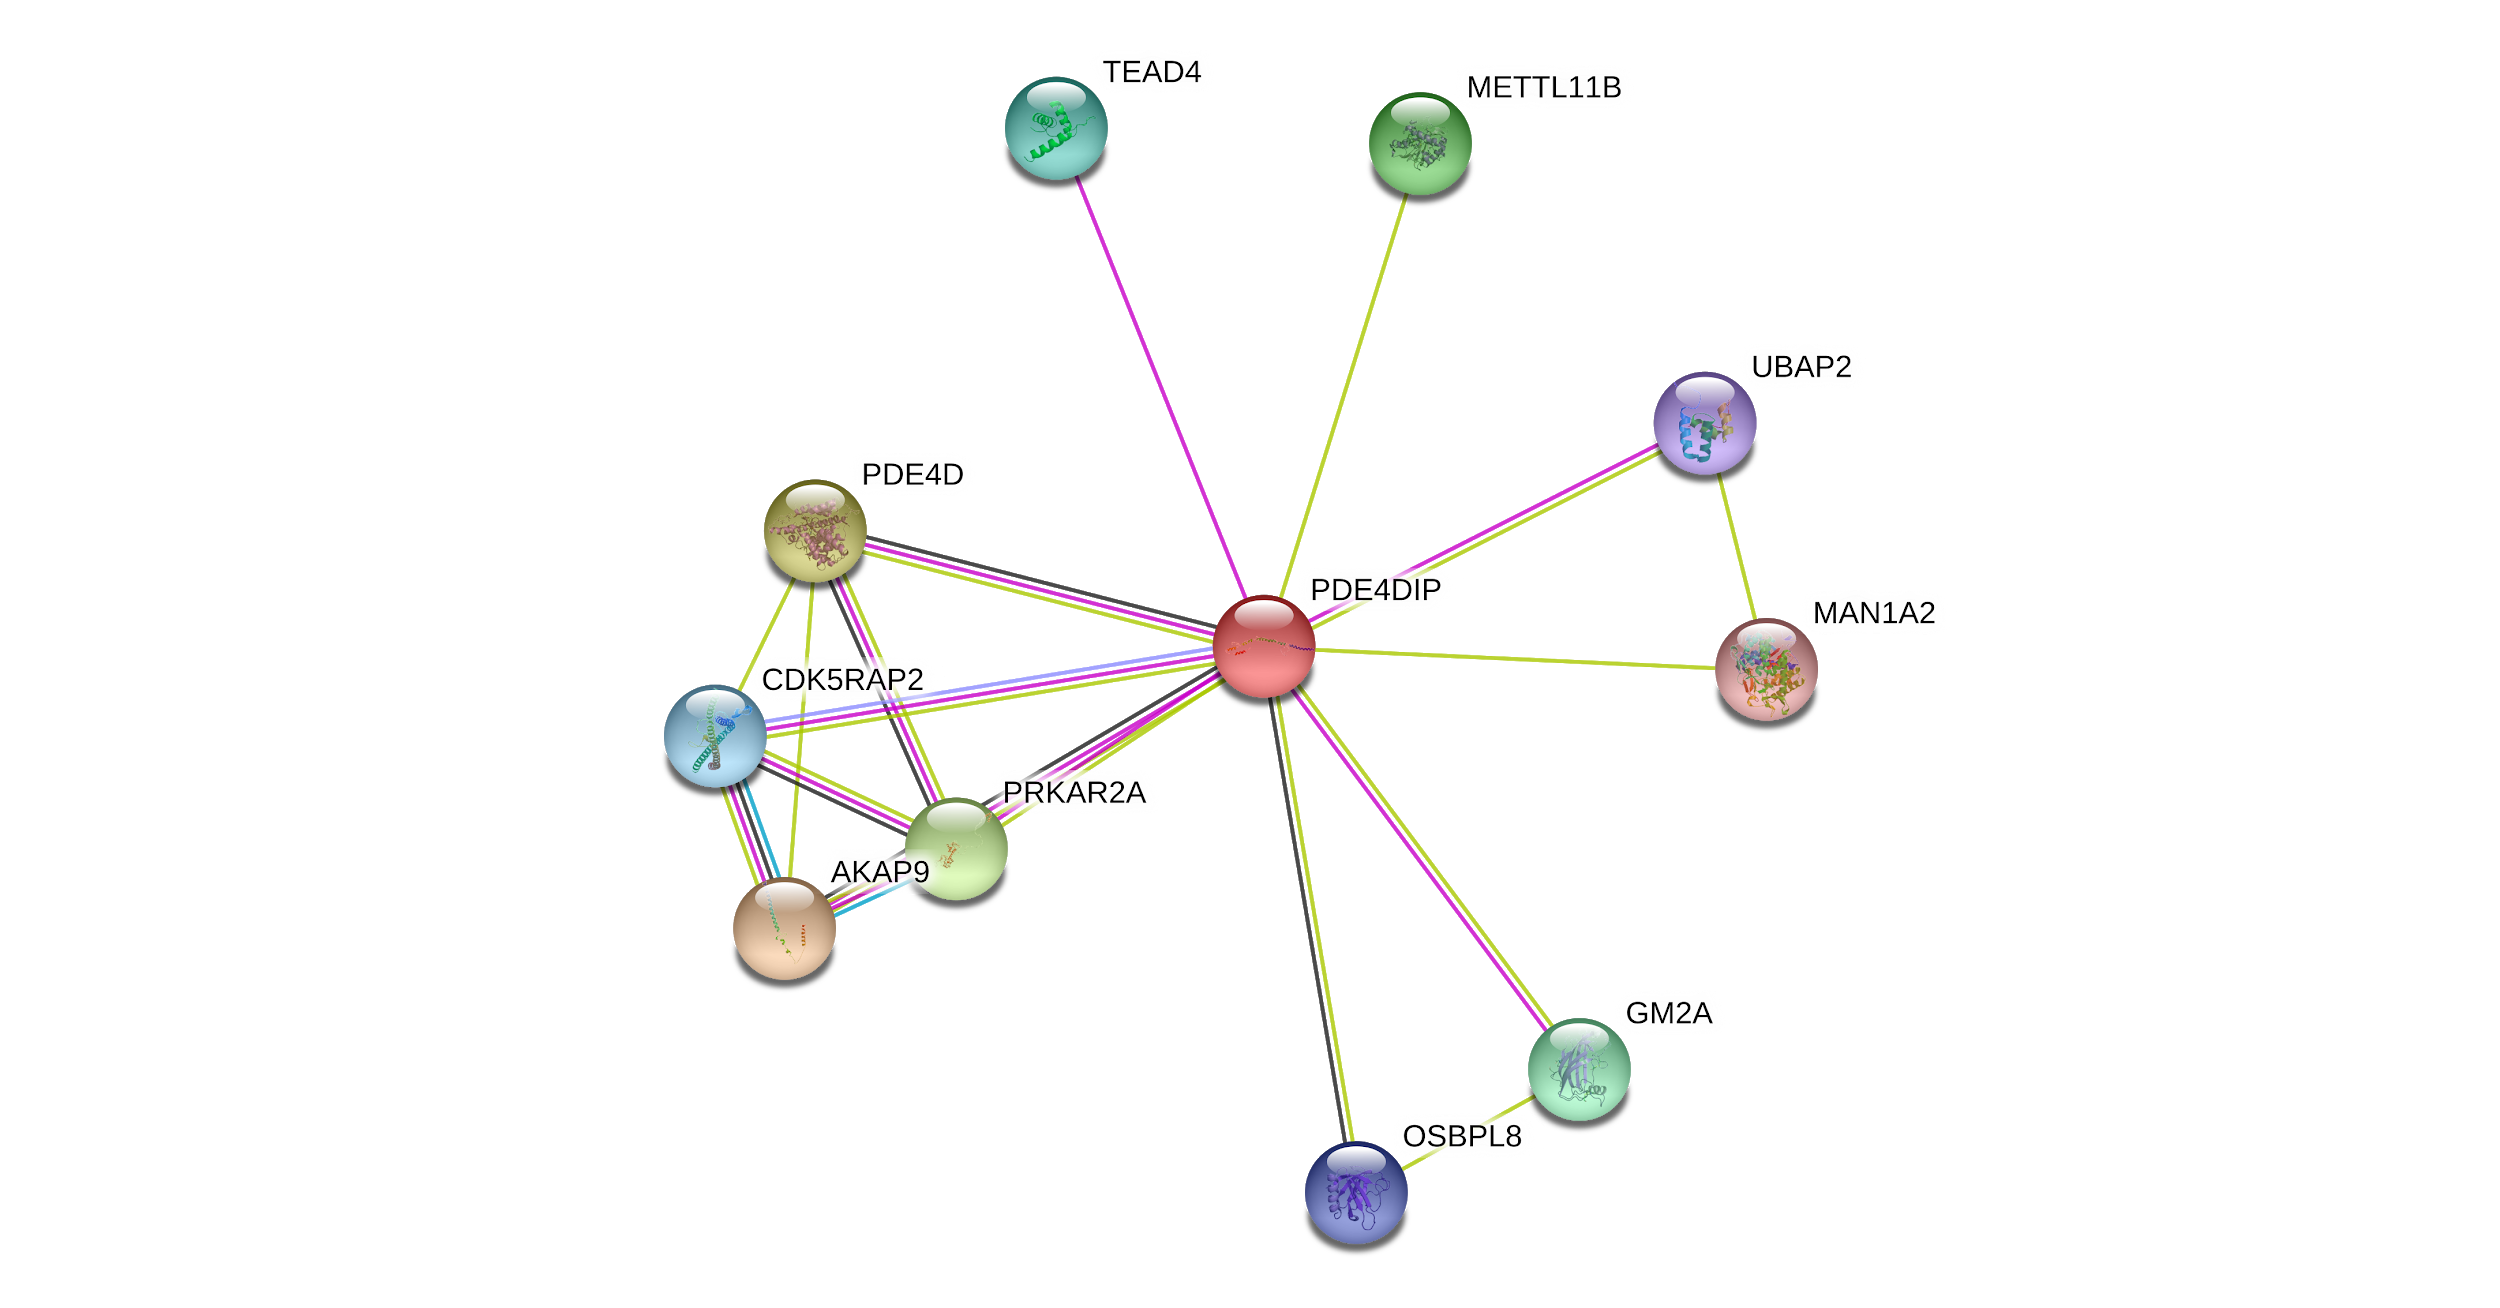 TEAD4
METTL11B
UBAP2
PDE4D
PDE4DIP
MAN1A2
CDK5RAP2
PRKAR2A
AKAP9
GM2A
OSBPL8